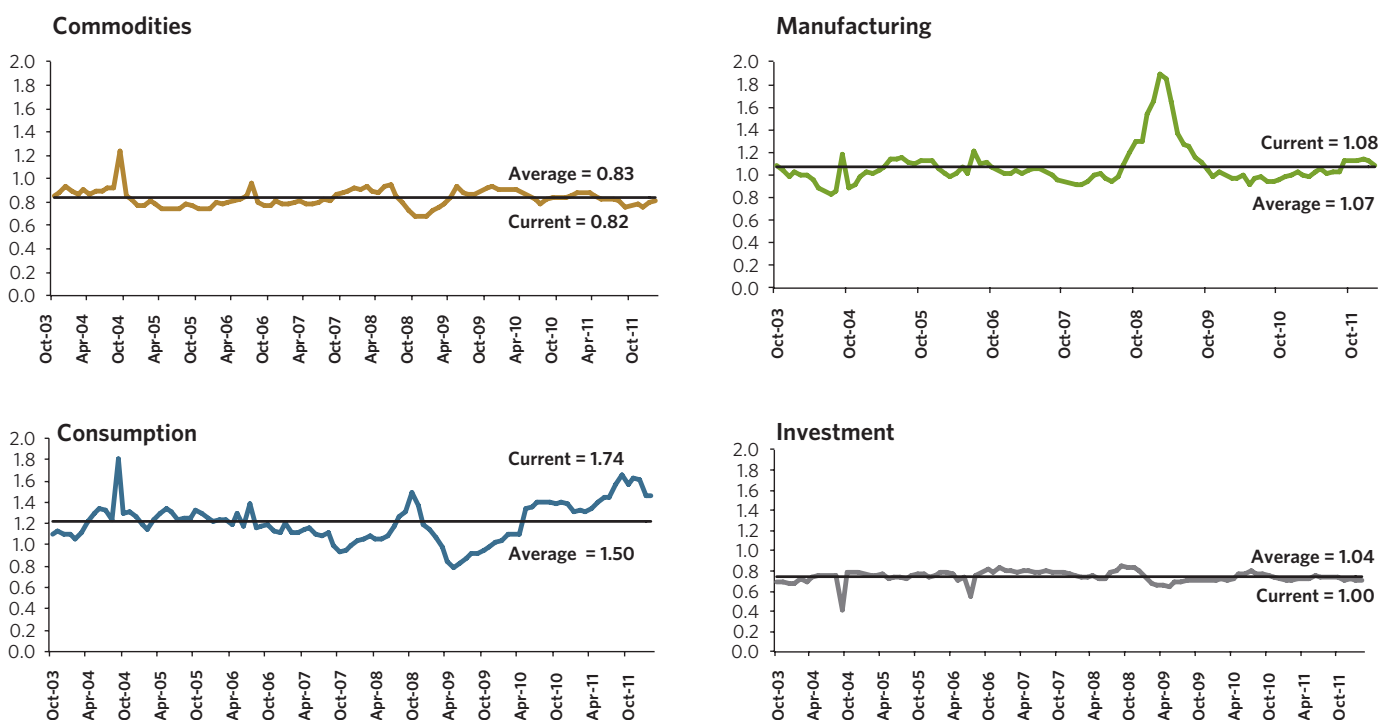 Commodities
2.0
1.8
1.6
1.4
1.2
1.0
0.8
0.6
0.4
0.2
0.0
Average = 0.83
Current = 0.82
Oct-03
Apr-04
Oct-04
Apr-05
Oct-05
Apr-06
Oct-06
Apr-07
Oct-07
Apr-08
Oct-08
Apr-09
Oct-09
Apr-10
Oct-10
Apr-11
Oct-11
Manufacturing
2.0
1.8
1.6
1.4
1.2
1.0
0.8
0.6
0.4
0.2
0.0
Current = 1.08
Average = 1.07
Oct-03
Oct-04
Oct-05
Oct-06
Oct-07
Oct-08
Oct-09
Oct-10
Oct-11
Consumption
2.0
1.8
1.6
1.4
1.2
1.0
0.8
0.6
0.4
0.2
0.0
Current = 1.74
Average = 1.50
Oct-03
Apr-04
Oct-04
Apr-05
Oct-05
Apr-06
Oct-06
Apr-07
Oct-07
Apr-08
Oct-08
Apr-09
Oct-09
Apr-10
Oct-10
Apr-11
Oct-11
Investment
2.0
1.8
1.6
1.4
1.2
1.0
0.8
0.6
0.4
0.2
0.0
Average = 1.04
Current = 1.00
Oct-03
Apr-04
Oct-04
Apr-05
Oct-05
Apr-06
Oct-06
Apr-07
Oct-07
Apr-08
Oct-08
Apr-09
Oct-09
Apr-10
Oct-10
Apr-11
Oct-11